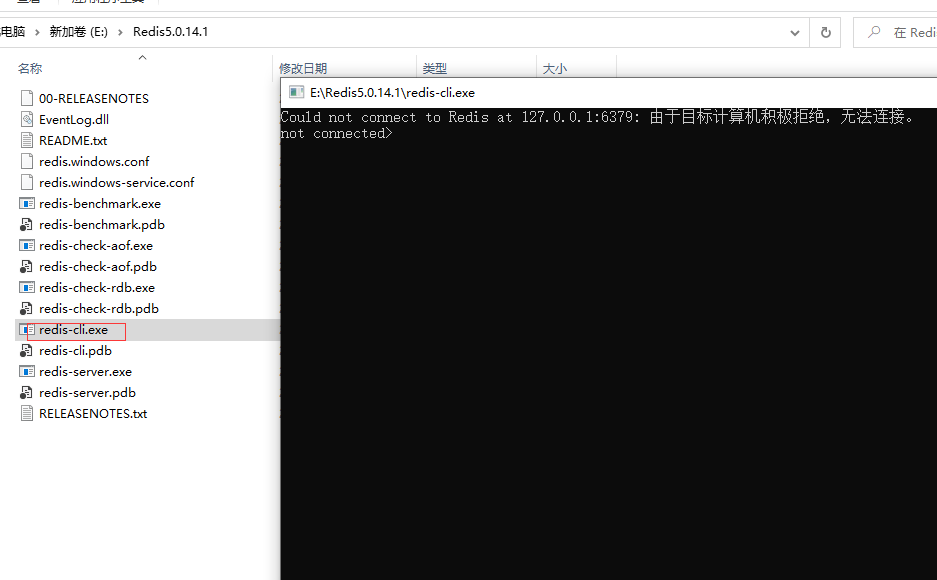 电脑 › 新加卷 (E:) › Redis5.0.14.1
在 Redi
名称 修改日期 类型 大小
00-RELEASENOTES
EventLog.dll
README.txt
redis.windows.conf
redis.windows-service.conf
redis-benchmark.exe
redis-benchmark.pdb
redis-check-aof.exe
redis-check-aof.pdb
redis-check-rdb.exe
redis-check-rdb.pdb
redis-cli.exe
redis-cli.pdb
redis-server.exe
redis-server.pdb
RELEASENOTES.txt
E:\Redis5.0.14.1\redis-cli.exe
Could not connect to Redis at 127.0.0.1:6379: 由于目标计算机积极拒绝，无法连接。
not connected>